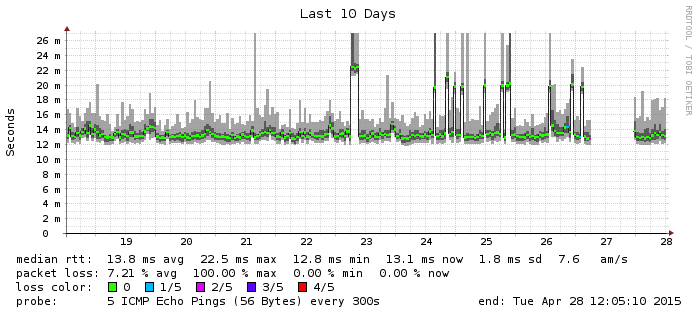 Last 10 Days
RRDTOOL / TOBI OETIKER
Seconds
26 m
24 m
22 m
20 m
18 m
16 m
14 m
12 m
10 m
8 m
6 m
4 m
2 m
0
19 20 21 22 23 24 25 26 27 28
median rtt: 13.8 ms avg 22.5 ms max 12.8 ms min 13.1 ms now 1.8 ms sd 7.6 am/s
packet loss: 7.21 % avg 100.00 % max 0.00 % min 0.00 % now
loss color: 0 1/5 2/5 3/5 4/5
probe: 5 ICMP Echo Pings (56 Bytes) every 300s end: Tue Apr 28 12:05:10 2015